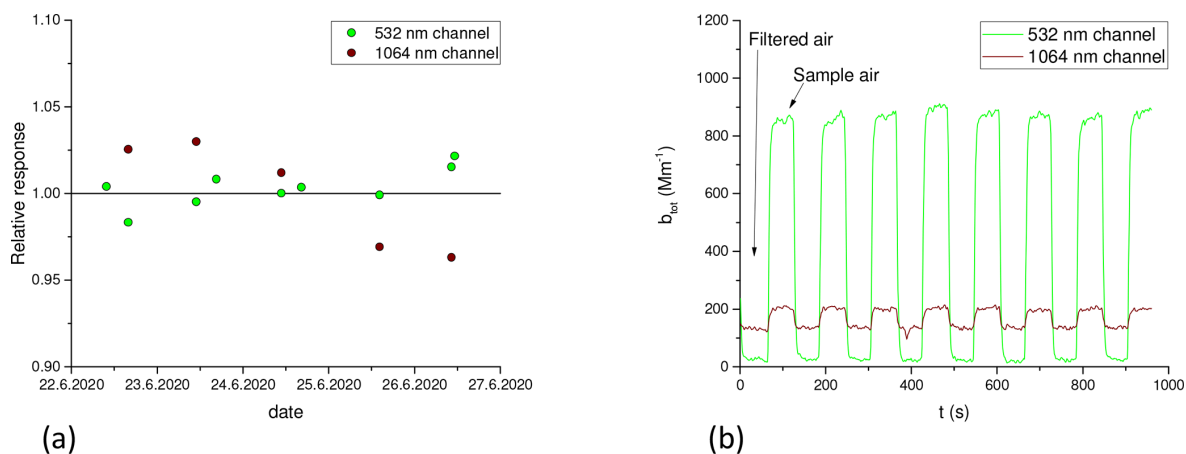 1.10
1.05
1.00
0.95
0.90
Relative response
532 nm channel
1064 nm channel
22.6.2020 23.6.2020 24.6.2020 25.6.2020 26.6.2020 27.6.2020
date
(a)
1200
1000
800
600
400
200
0
b_tot (Mm⁻¹)
532 nm channel
1064 nm channel
Filtered air
Sample air
0 200 400 600 800 1000
t (s)
(b)